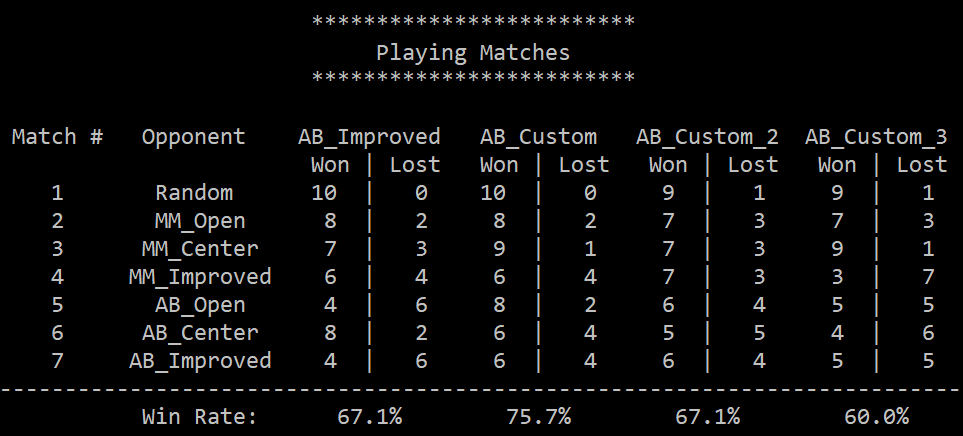 *************************
Playing Matches
*************************
Match # Opponent AB_Improved AB_Custom AB_Custom_2 AB_Custom_3
Won | Lost Won | Lost Won | Lost Won | Lost
1 Random 10 | 0 10 | 0 9 | 1 9 | 1
2 MM_Open 8 | 2 8 | 2 7 | 3 7 | 3
3 MM_Center 7 | 3 9 | 1 7 | 3 9 | 1
4 MM_Improved 6 | 4 6 | 4 7 | 3 3 | 7
5 AB_Open 4 | 6 8 | 2 6 | 4 5 | 5
6 AB_Center 8 | 2 6 | 4 5 | 5 4 | 6
7 AB_Improved 4 | 6 6 | 4 6 | 4 5 | 5
--------------------------------------------------------------------------
Win Rate: 67.1% 75.7% 67.1% 60.0%